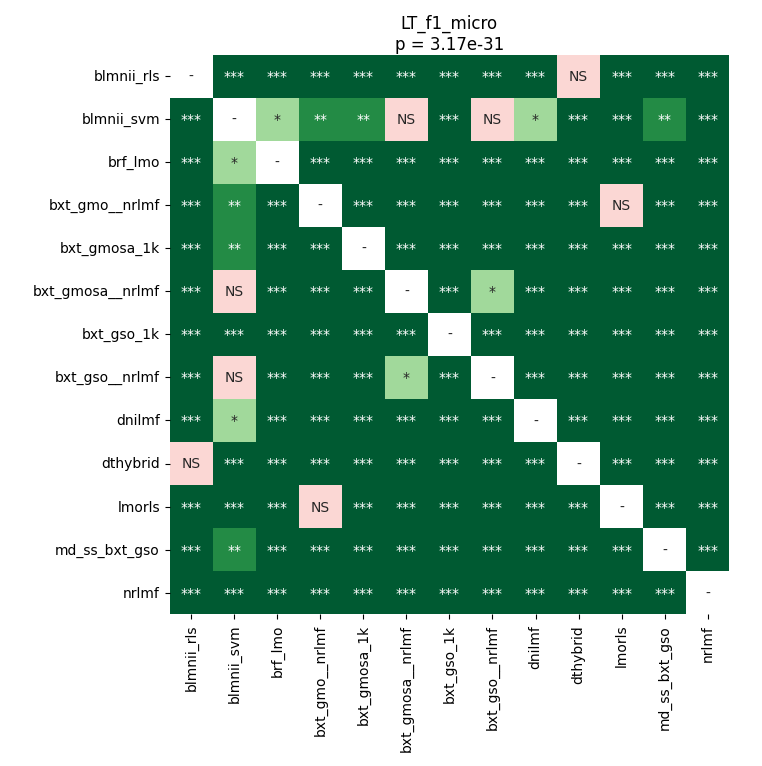 LT_f1_micro
p = 3.17e-31
blmnii_rls - *** *** *** *** *** *** *** *** NS *** *** ***
blmnii_svm *** - * ** ** NS *** NS * *** *** ** ***
brf_lmo *** * - *** *** *** *** *** *** *** *** *** ***
bxt_gmo__nrlmf *** ** *** - *** *** *** *** *** *** NS *** ***
bxt_gmosa_1k *** ** *** *** - *** *** *** *** *** *** *** ***
bxt_gmosa__nrlmf *** NS *** *** *** - *** * *** *** *** *** ***
bxt_gso_1k *** *** *** *** *** *** - *** *** *** *** *** ***
bxt_gso__nrlmf *** NS *** *** *** * *** - *** *** *** *** ***
dnilmf *** * *** *** *** *** *** *** - *** *** *** ***
dthybrid NS *** *** *** *** *** *** *** *** - *** *** ***
lmorls *** *** *** NS *** *** *** *** *** *** - *** ***
md_ss_bxt_gso *** ** *** *** *** *** *** *** *** *** *** - ***
nrlmf *** *** *** *** *** *** *** *** *** *** *** *** -
blmnii_rls
blmnii_svm
brf_lmo
bxt_gmo__nrlmf
bxt_gmosa_1k
bxt_gmosa__nrlmf
bxt_gso_1k
bxt_gso__nrlmf
dnilmf
dthybrid
lmorls
md_ss_bxt_gso
nrlmf